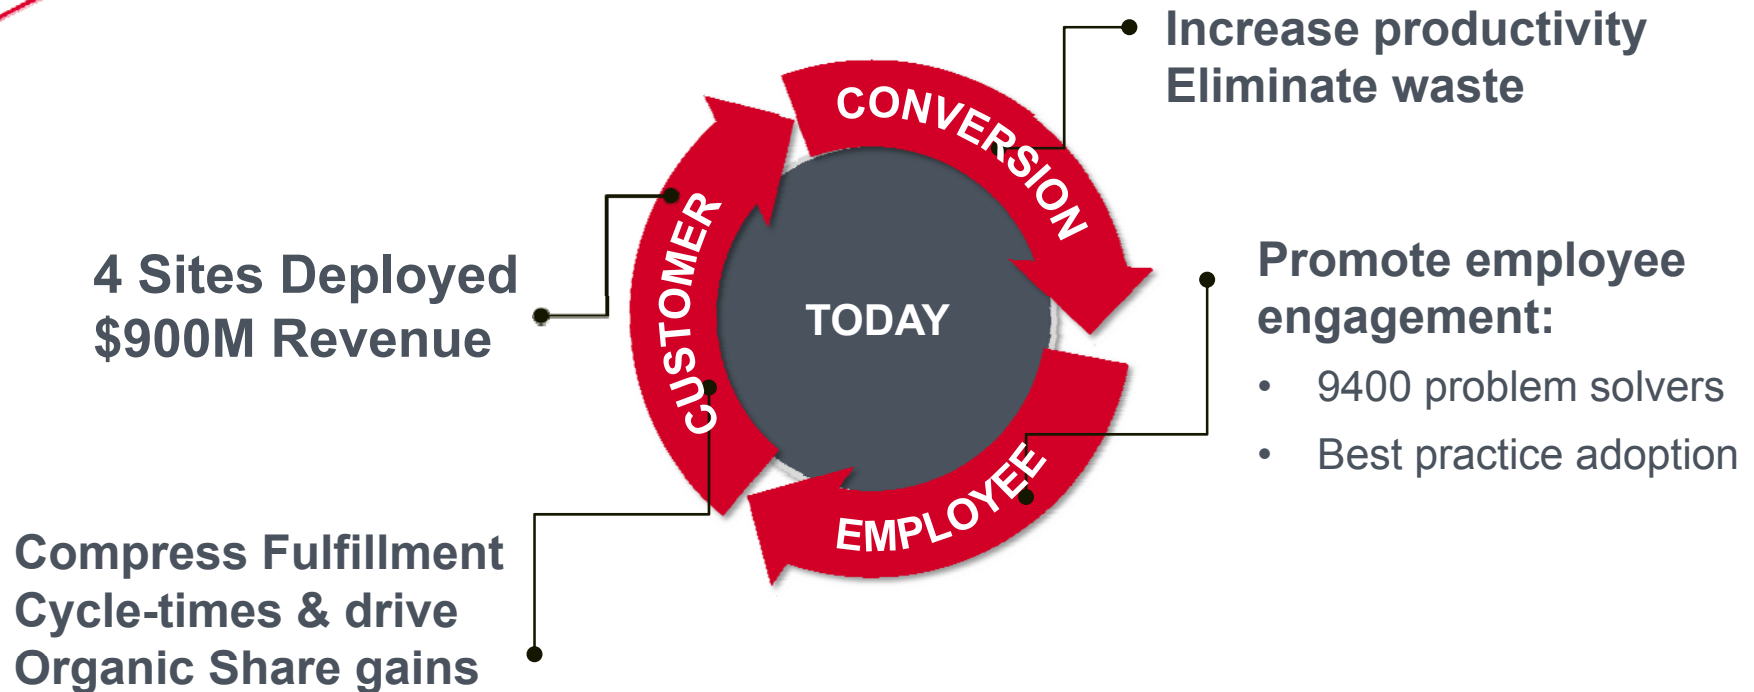 Increase productivity
Eliminate waste
CONVERSION
CUSTOMER
4 Sites Deployed
$900M Revenue
TODAY
Promote employee
engagement:
• 9400 problem solvers
• Best practice adoption
EMPLOYEE
Compress Fulfillment
Cycle-times & drive
Organic Share gains